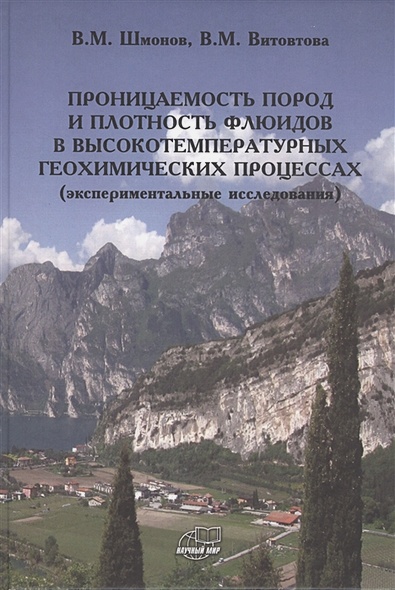 В.М. Шмонов, В.М. Витовтова
ПРОНИЦАЕМОСТЬ ПОРОД
И ПЛОТНОСТЬ ФЛЮИДОВ
В ВЫСОКОТЕМПЕРАТУРНЫХ
ГЕОХИМИЧЕСКИХ ПРОЦЕССАХ
(экспериментальные исследования)
НАУЧНЫЙ МИР